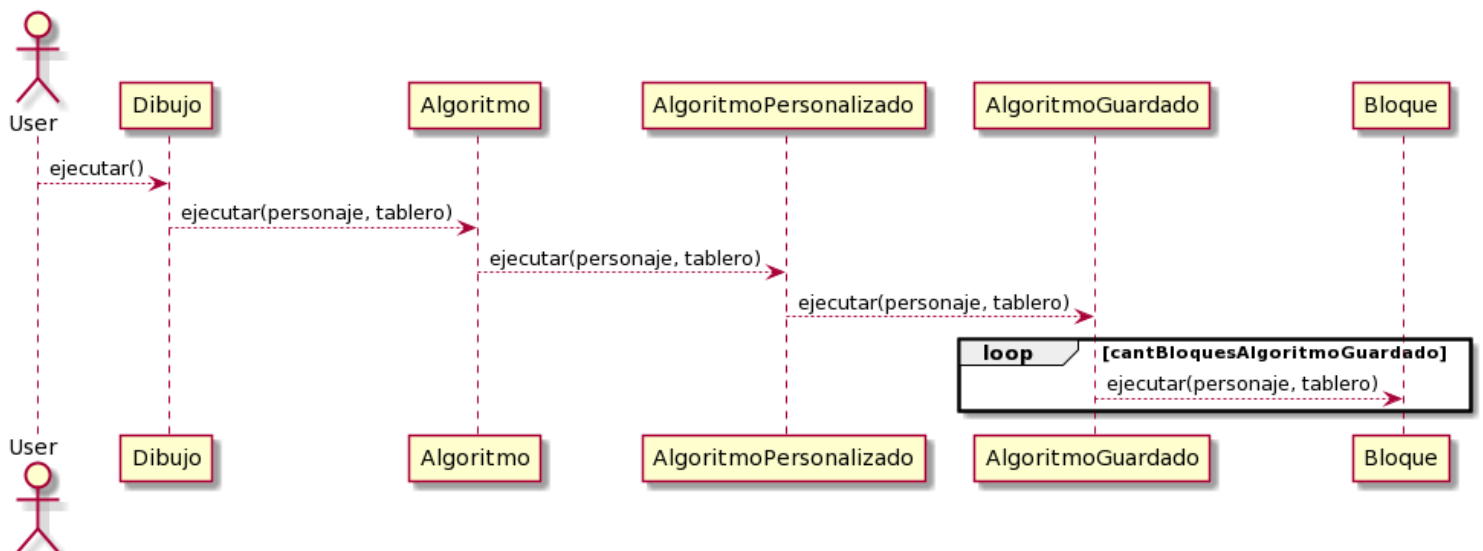 User
Dibujo
Algoritmo
AlgoritmoPersonalizado
AlgoritmoGuardado
Bloque
ejecutar()
ejecutar(personaje, tablero)
ejecutar(personaje, tablero)
ejecutar(personaje, tablero)
loop
[cantBloquesAlgoritmoGuardado]
ejecutar(personaje, tablero)
User
Dibujo
Algoritmo
AlgoritmoPersonalizado
AlgoritmoGuardado
Bloque